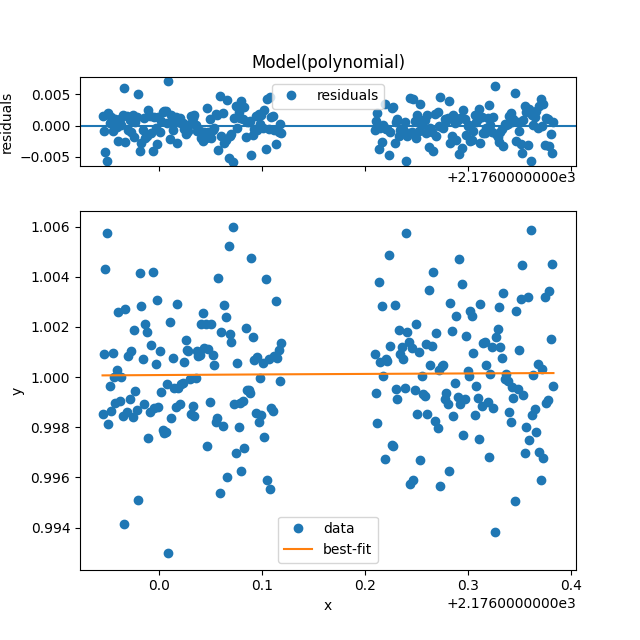 Model(polynomial)
residuals
0.005
0.000
−0.005
residuals
+2.1760000000e3
1.006
1.004
1.002
1.000
0.998
0.996
0.994
y
data
best-fit
0.0 0.1 0.2 0.3 0.4
x
+2.1760000000e3